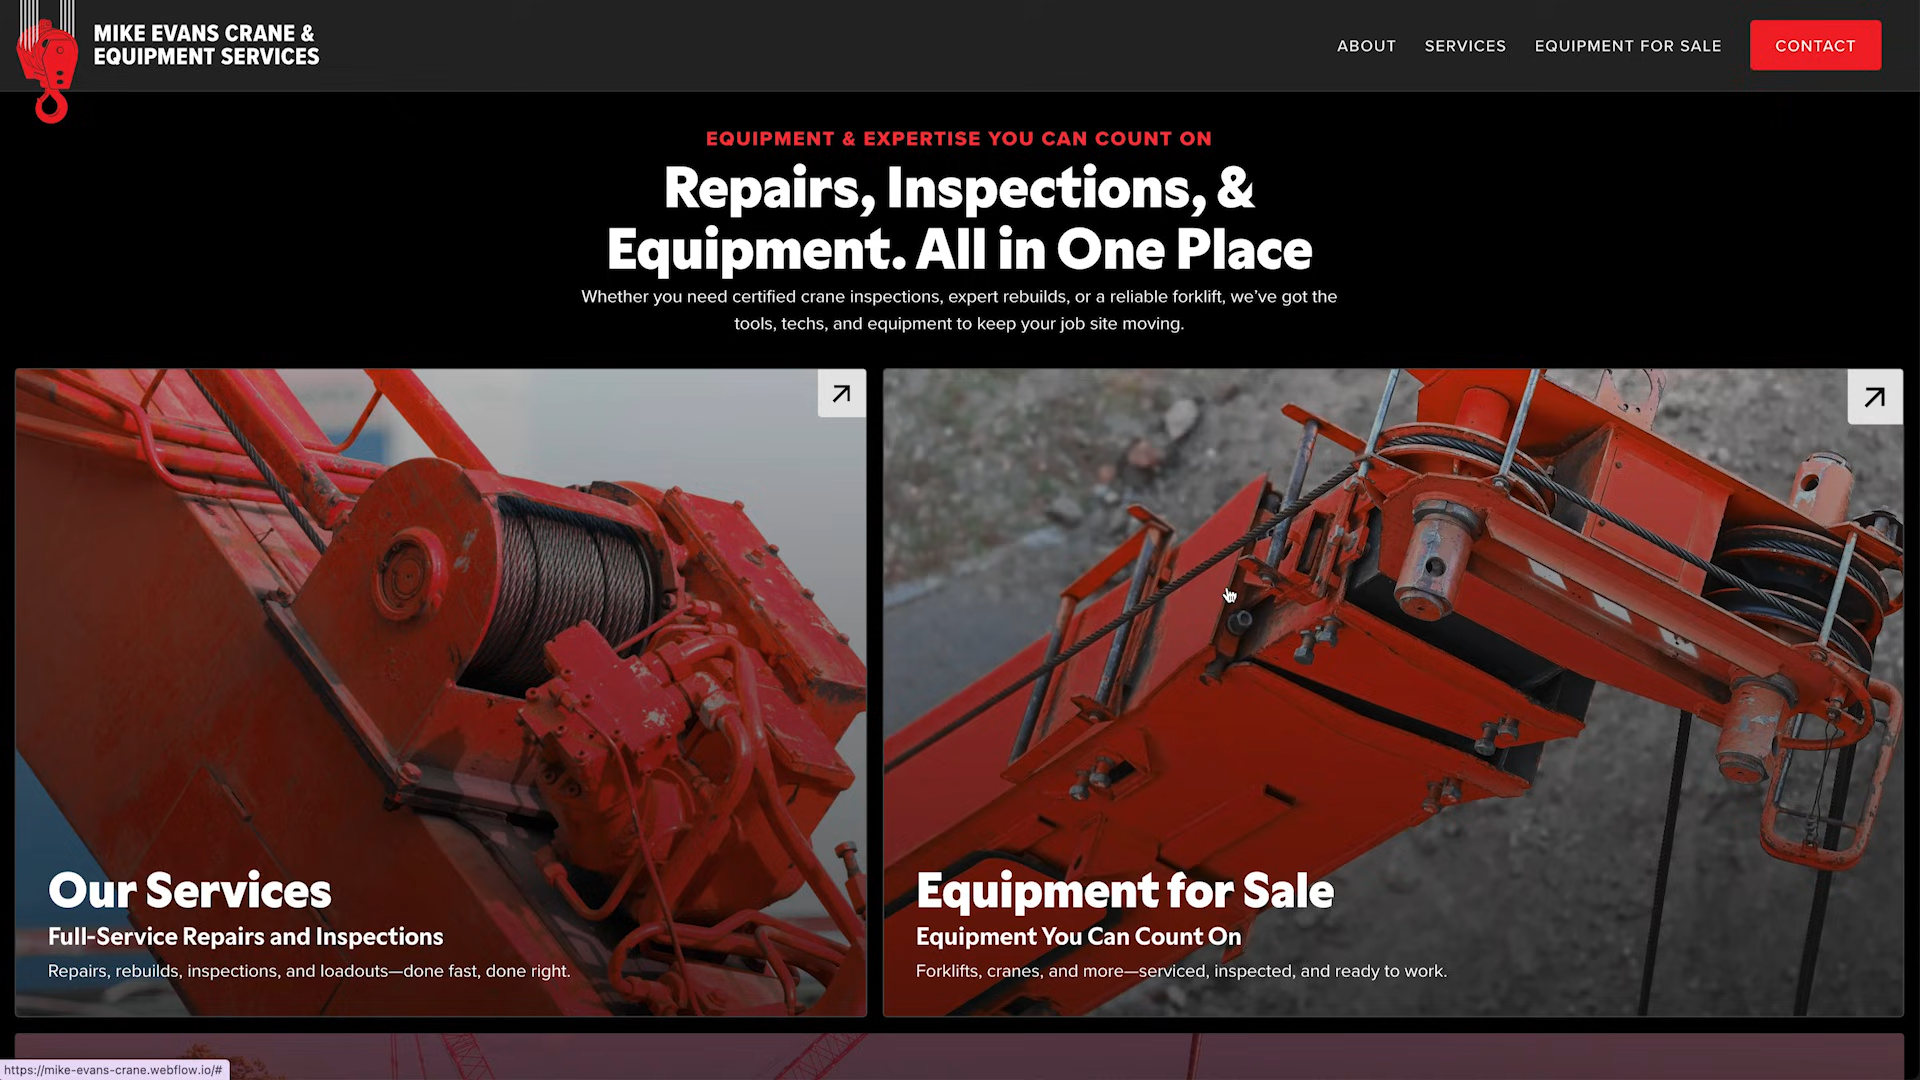 MIKE EVANS CRANE &
EQUIPMENT SERVICES
ABOUT
SERVICES
EQUIPMENT FOR SALE
CONTACT
EQUIPMENT & EXPERTISE YOU CAN COUNT ON
Repairs, Inspections, &
Equipment. All in One Place
Whether you need certified crane inspections, expert rebuilds, or a reliable forklift, we’ve got the
tools, techs, and equipment to keep your job site moving.
Our Services
Full-Service Repairs and Inspections
Repairs, rebuilds, inspections, and loadouts—done fast, done right.
Equipment for Sale
Equipment You Can Count On
Forklifts, cranes, and more—serviced, inspected, and ready to work.
https://mike-evans-crane.webflow.io/#